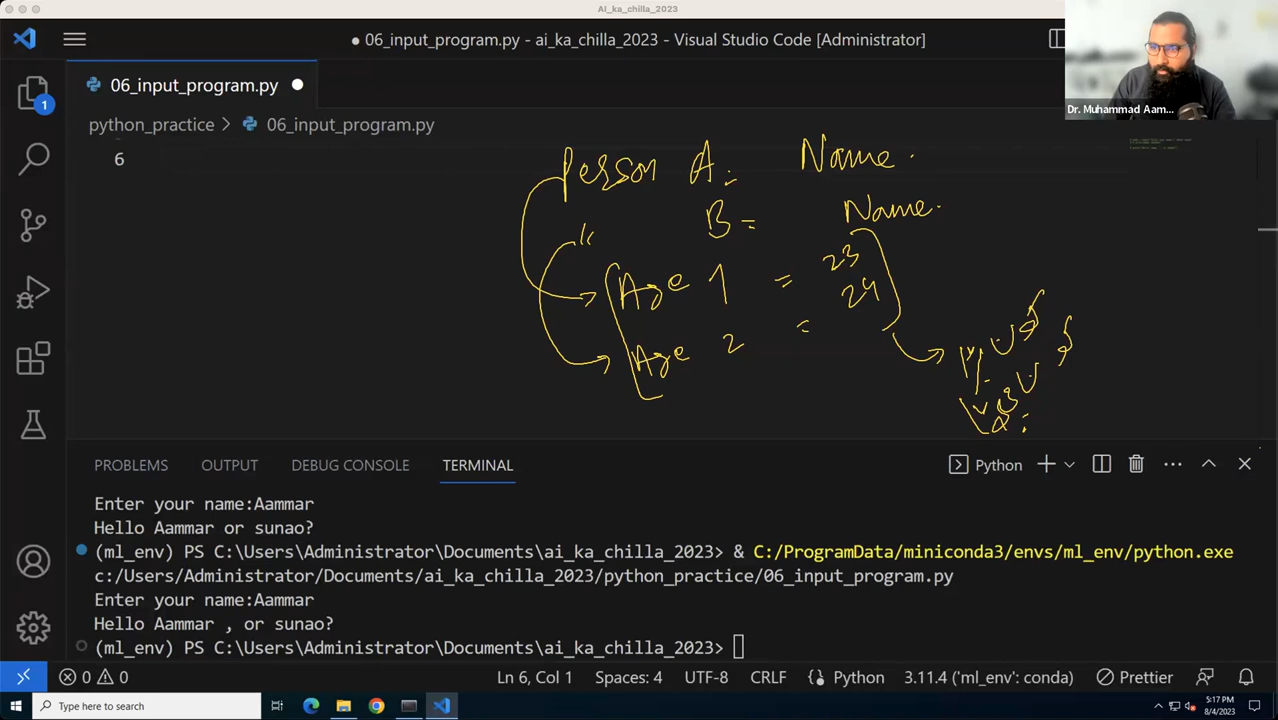 Ai_ka_chilla_2023
06_input_program.py - ai_ka_chilla_2023 - Visual Studio Code [Administrator]
06_input_program.py
Dr. Muhammad Aam...
python_practice > 06_input_program.py
6
Person A: Name.
B = Name.
Age 1 = 23
24
Age 2 =
1
PROBLEMS OUTPUT DEBUG CONSOLE TERMINAL
Python
Enter your name:Aammar
Hello Aammar or sunao?
(ml_env) PS C:\Users\Administrator\Documents\ai_ka_chilla_2023> & C:/ProgramData/miniconda3/envs/ml_env/python.exe
c:/Users/Administrator/Documents/ai_ka_chilla_2023/python_practice/06_input_program.py
Enter your name:Aammar
Hello Aammar , or sunao?
(ml_env) PS C:\Users\Administrator\Documents\ai_ka_chilla_2023>
0 0 Ln 6, Col 1 Spaces: 4 UTF-8 CRLF Python 3.11.4 ('ml_env': conda) Prettier
Type here to search
5:17 PM
8/4/2023